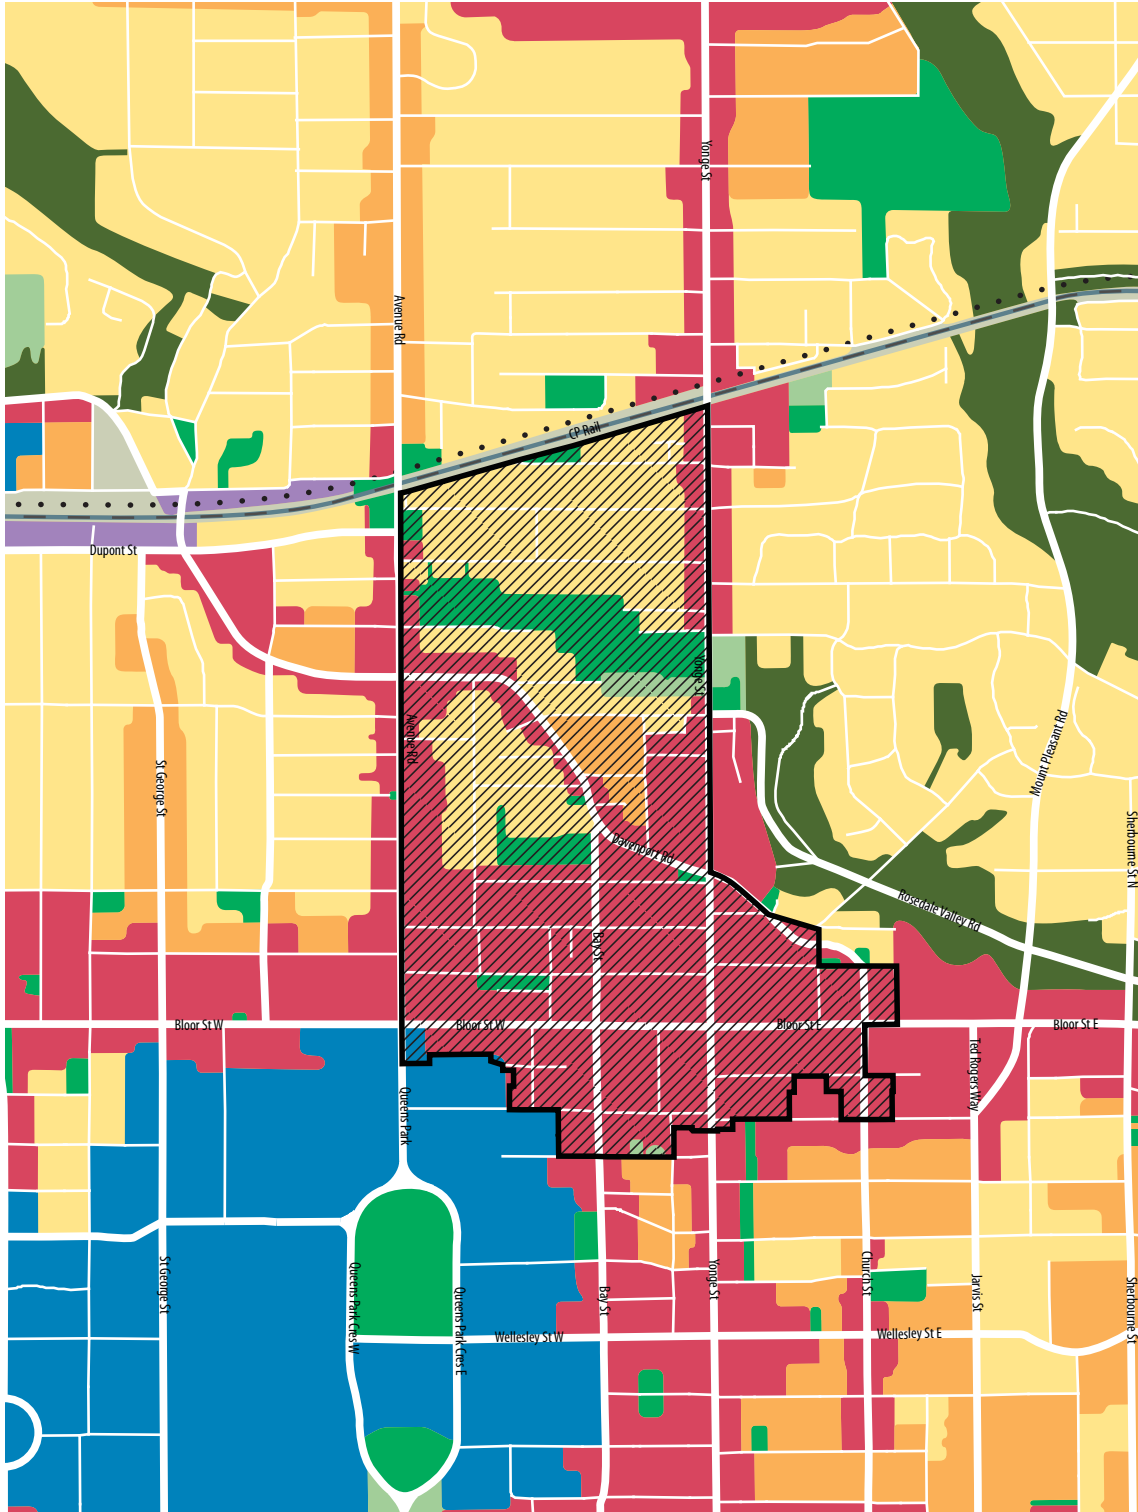 Yonge St
Avenue Rd
CP Rail
Dupont St
Yonge St
Avenue Rd
Mount Pleasant Rd
St George St
Sherbourne St N
Davenport Rd
Rosedale Valley Rd
Bay St
Bloor St W
Bloor St W
Bloor St E
Bloor St E
Ted Rogers Way
Queens Park
St George St
Queens Park Cres W
Queens Park Cres E
Bay St
Yonge St
Church St
Jarvis St
Sherbourne St
Wellesley St W
Wellesley St E